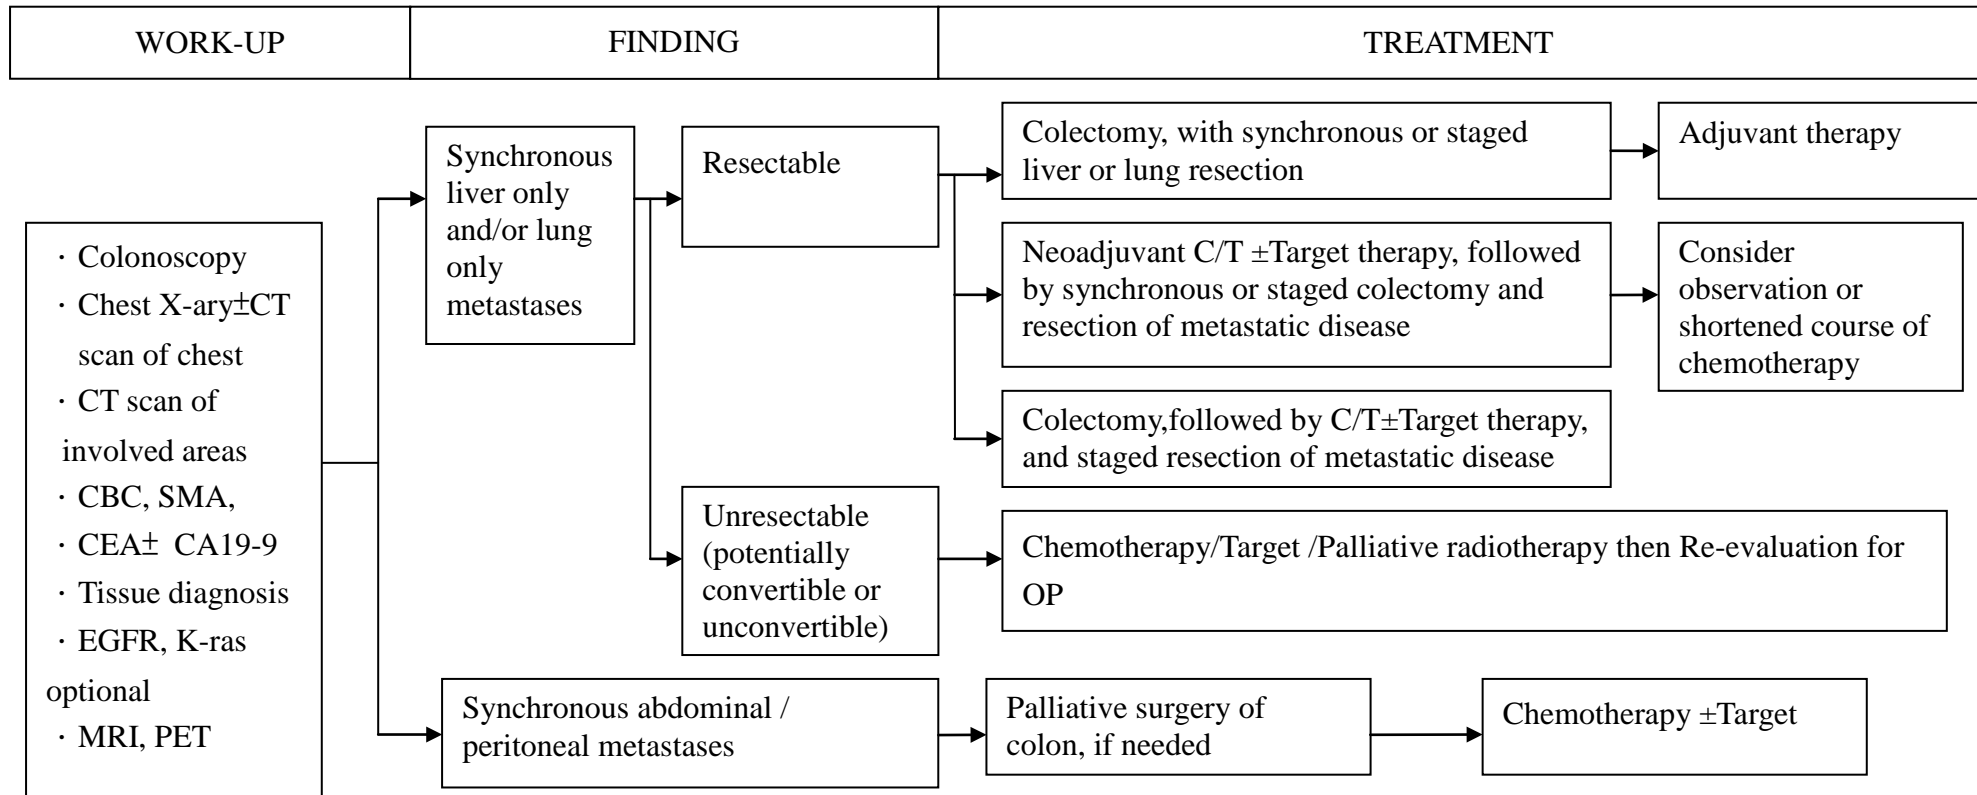 WORK-UP
FINDING
TREATMENT
· Colonoscopy
· Chest X-ary±CT
scan of chest
· CT scan of
involved areas
· CBC, SMA,
· CEA± CA19-9
· Tissue diagnosis
· EGFR, K-ras
optional
· MRI, PET
Synchronous
liver only
and/or lung
only
metastases
Resectable
Colectomy, with synchronous or staged
liver or lung resection
Adjuvant therapy
Neoadjuvant C/T ±Target therapy, followed
by synchronous or staged colectomy and
resection of metastatic disease
Consider
observation or
shortened course of
chemotherapy
Colectomy,followed by C/T±Target therapy,
and staged resection of metastatic disease
Unresectable
(potentially
convertible or
unconvertible)
Chemotherapy/Target /Palliative radiotherapy then Re-evaluation for
OP
Synchronous abdominal /
peritoneal metastases
Palliative surgery of
colon, if needed
Chemotherapy ±Target